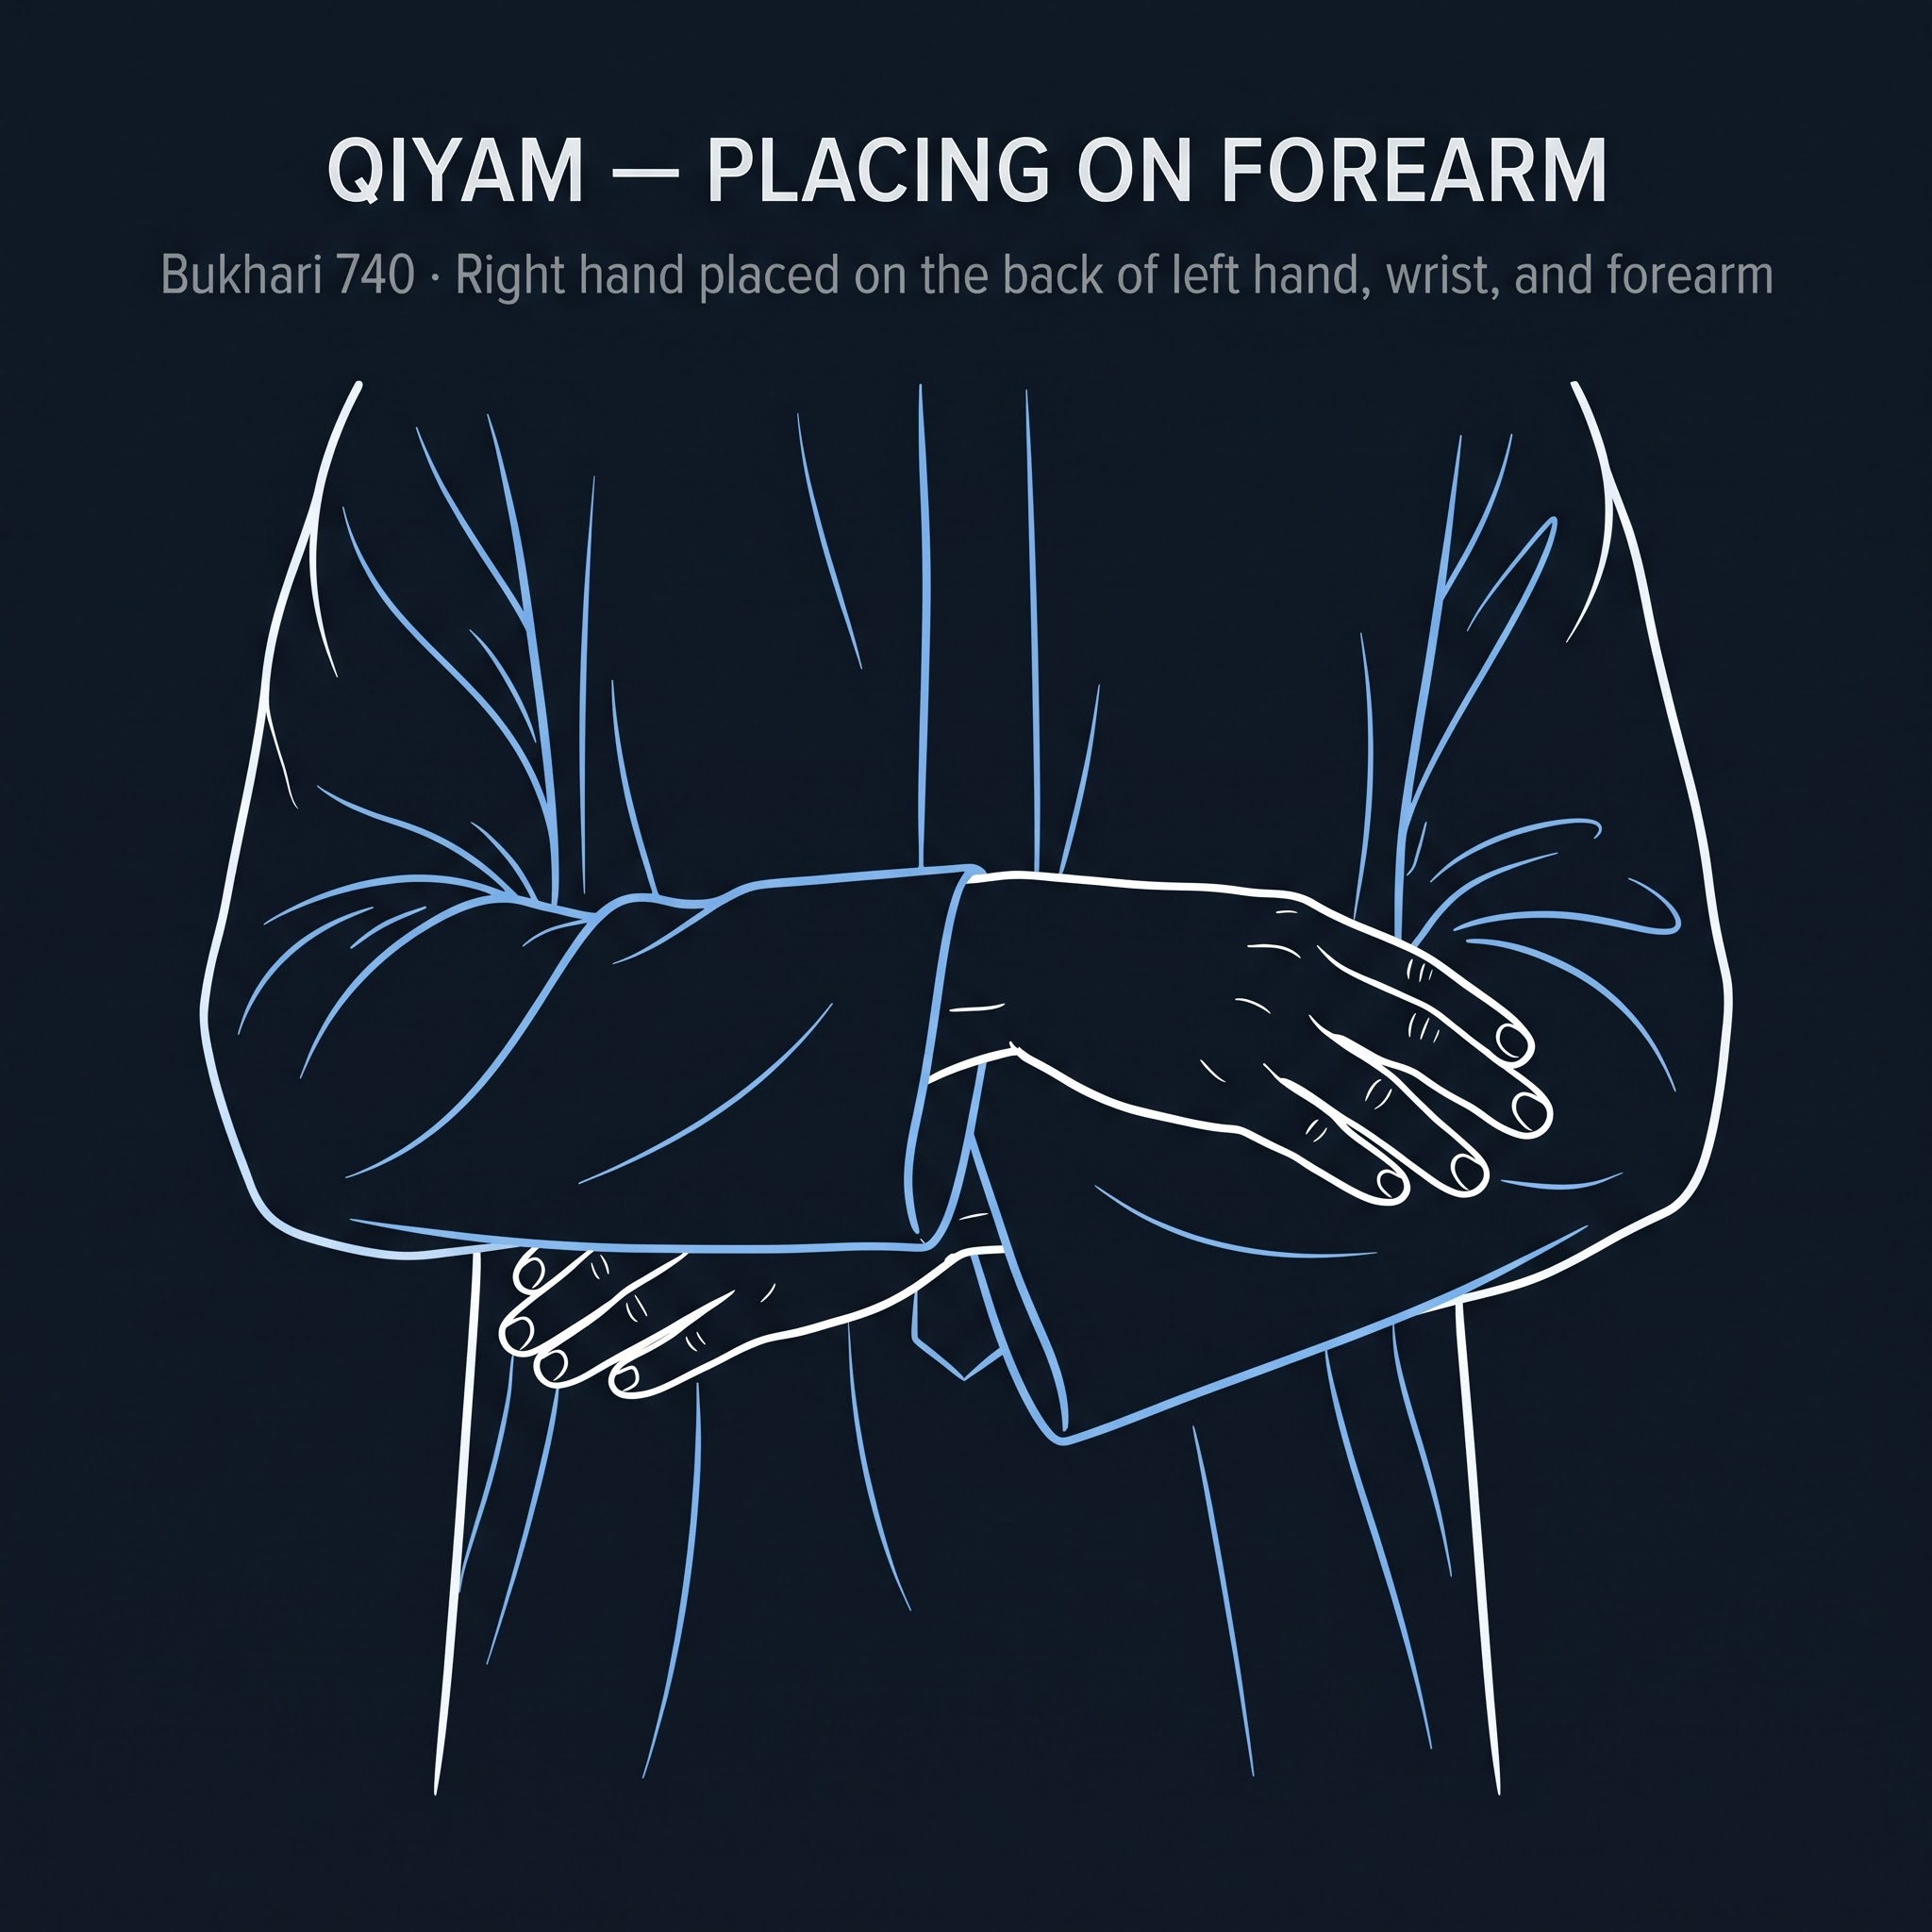 QIYAM — PLACING ON FOREARM
Bukhari 740 · Right hand placed on the back of left hand, wrist, and forearm